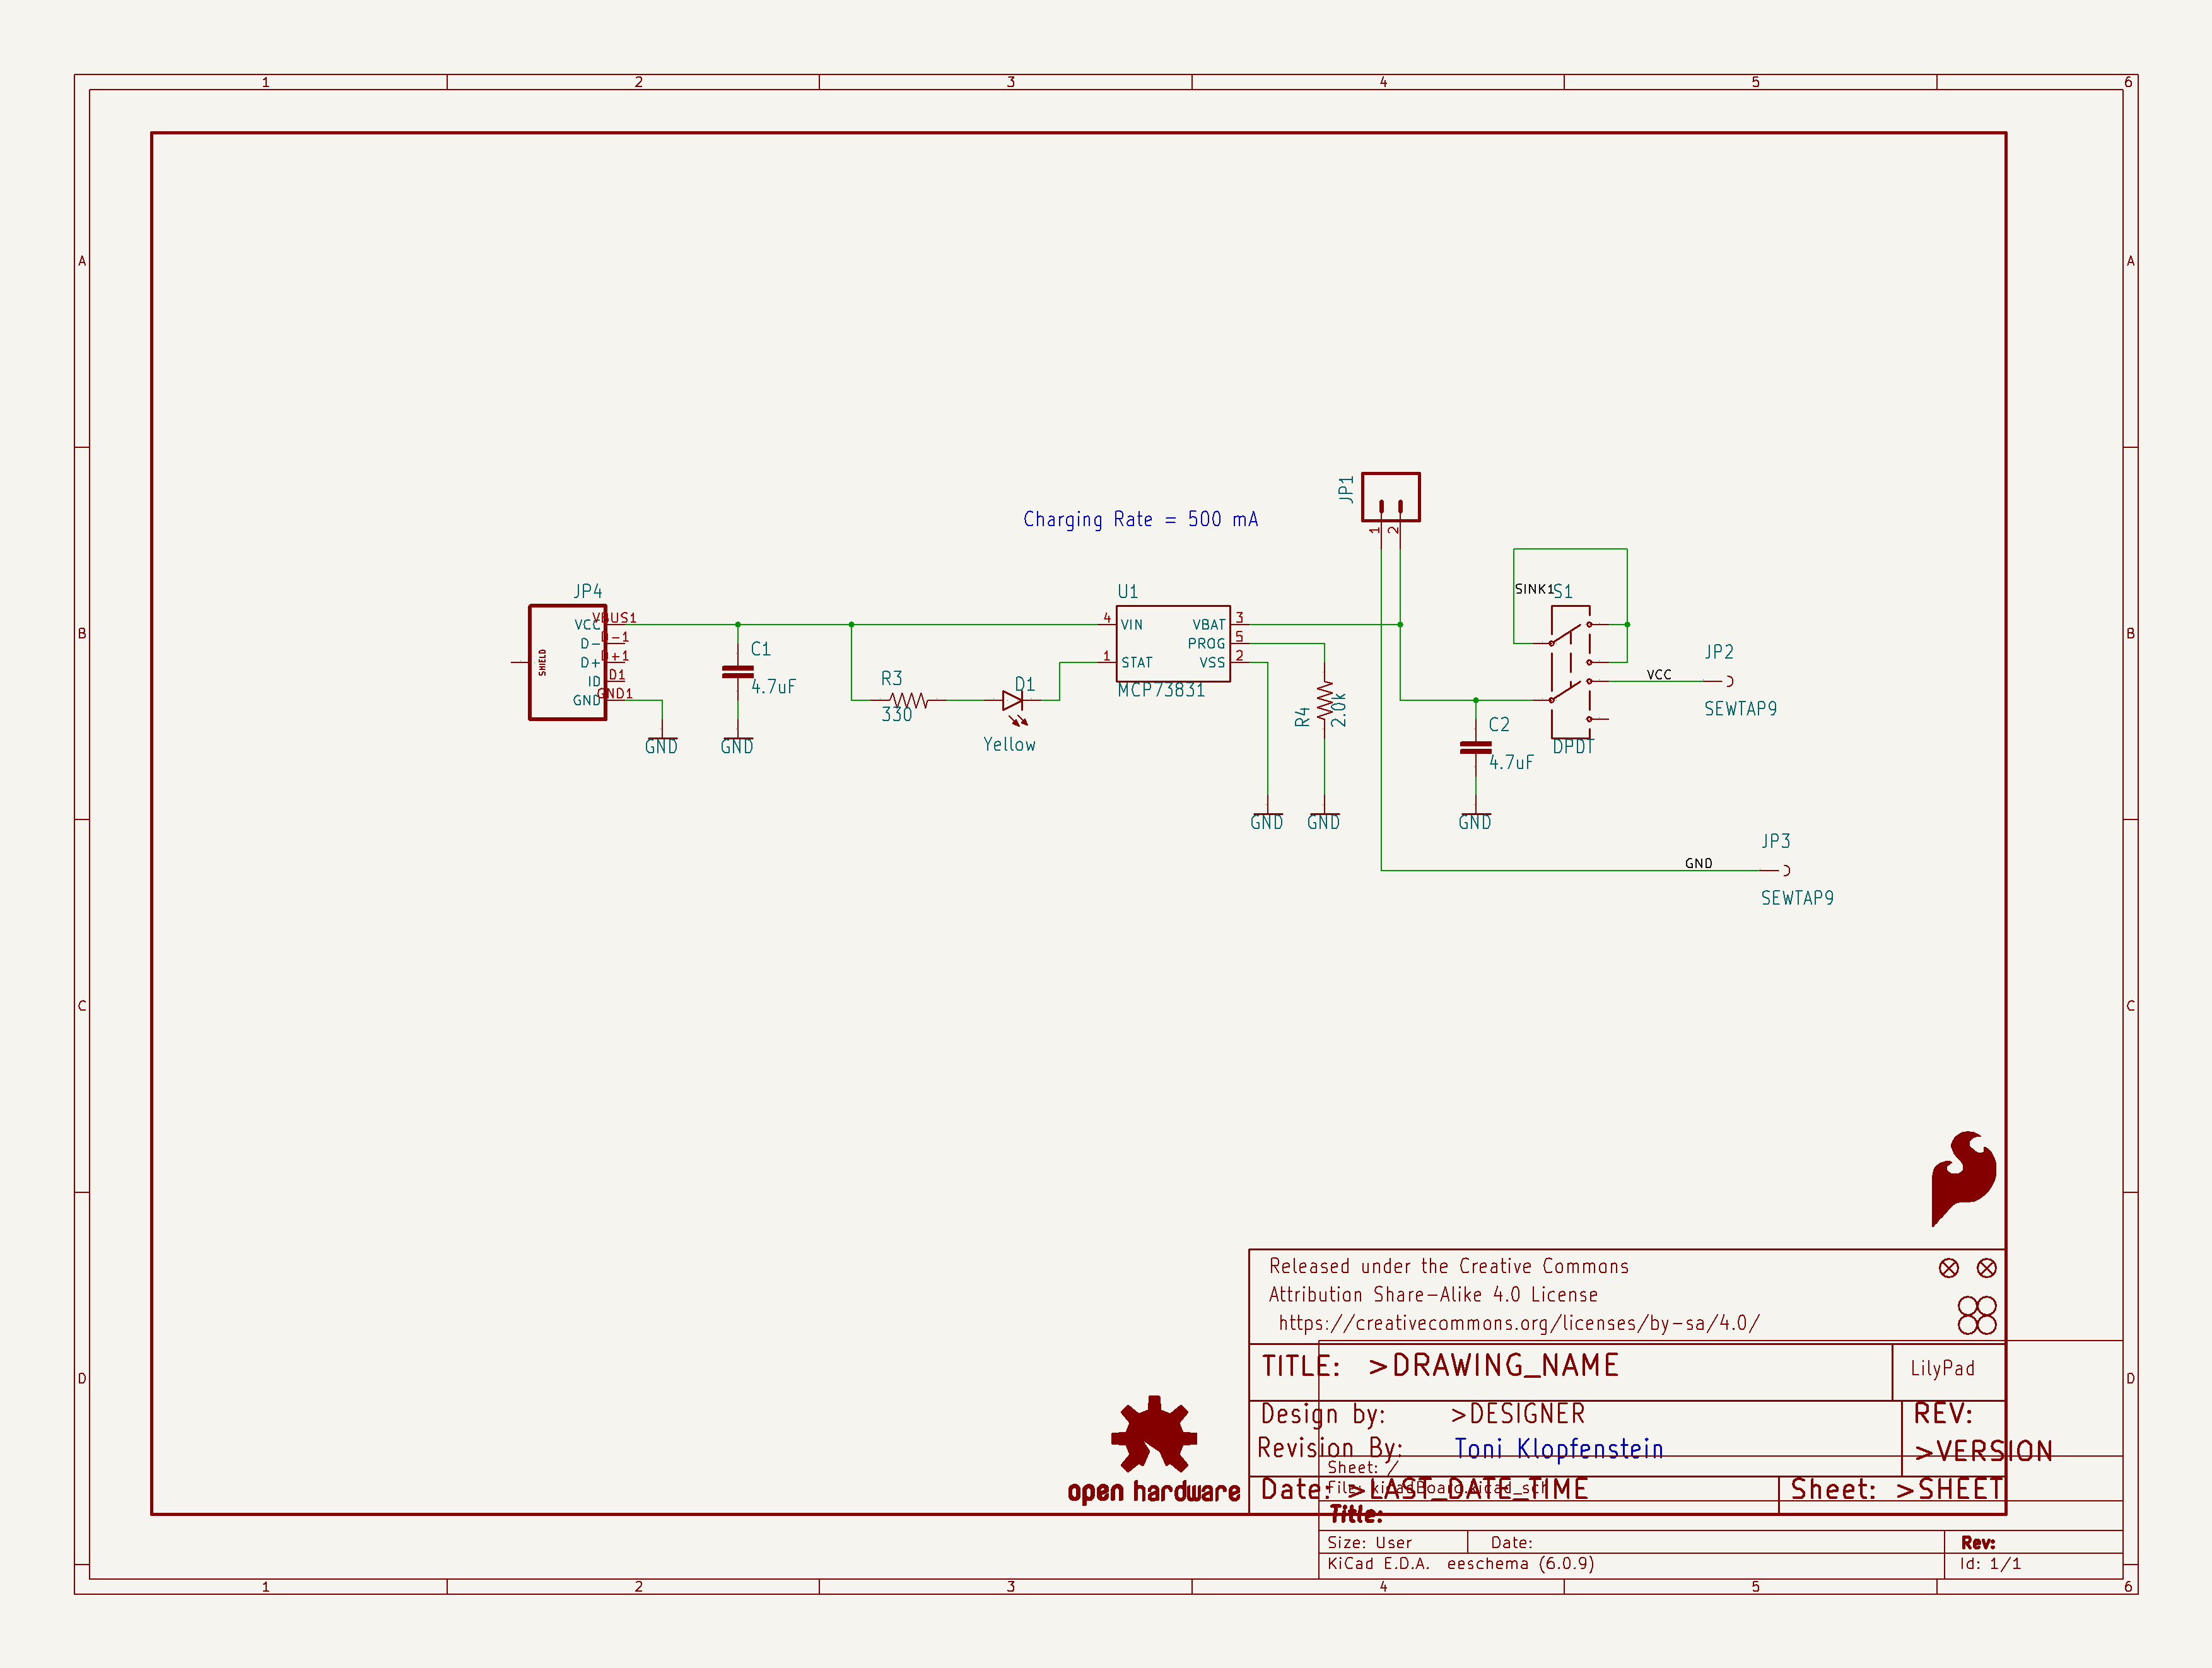 1 2 3 4 5 6
A A
Charging Rate = 500 mA
JP1
1 2
JP4
VCC VBUS1
D- D-1
D+ D+1
ID D1
GND GND1
SHIELD
GND
C1
4.7uF
GND
R3
330
D1
Yellow
U1
4 VIN
1 STAT
VBAT 3
PROG 5
VSS 2
MCP73831
R4
2.0k
GND
GND
SINK1
S1
DPDT
C2
4.7uF
GND
VCC
JP2
SEWTAP9
GND
JP3
SEWTAP9
B B
C C
D D
Released under the Creative Commons
Attribution Share-Alike 4.0 License
https://creativecommons.org/licenses/by-sa/4.0/
TITLE: >DRAWING_NAME
LilyPad
Design by: >DESIGNER
REV:
Revision By: Toni Klopfenstein
>VERSION
Sheet: /
File: kicadBoard.kicad_sch
Date: >LAST_DATE_TIME
Sheet: >SHEET
open hardware
Title:
Size: User
Date:
Rev:
KiCad E.D.A. eeschema (6.0.9)
Id: 1/1
1 2 3 4 5 6